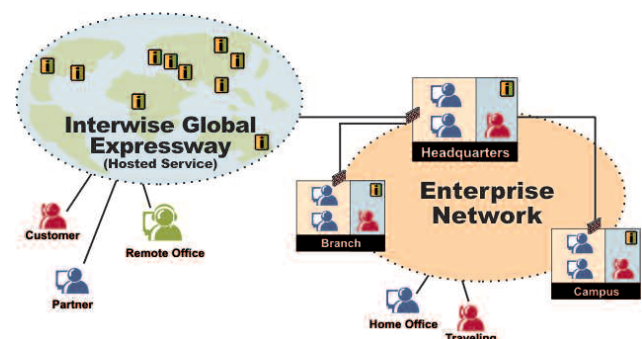 Interwise Global
Expressway
(Hosted Service)
Customer
Partner
Remote Office
Headquarters
Enterprise
Network
Branch
Campus
Home Office
Traveling
i
i
i
i
i
i
i
i
i
i
i
i
i